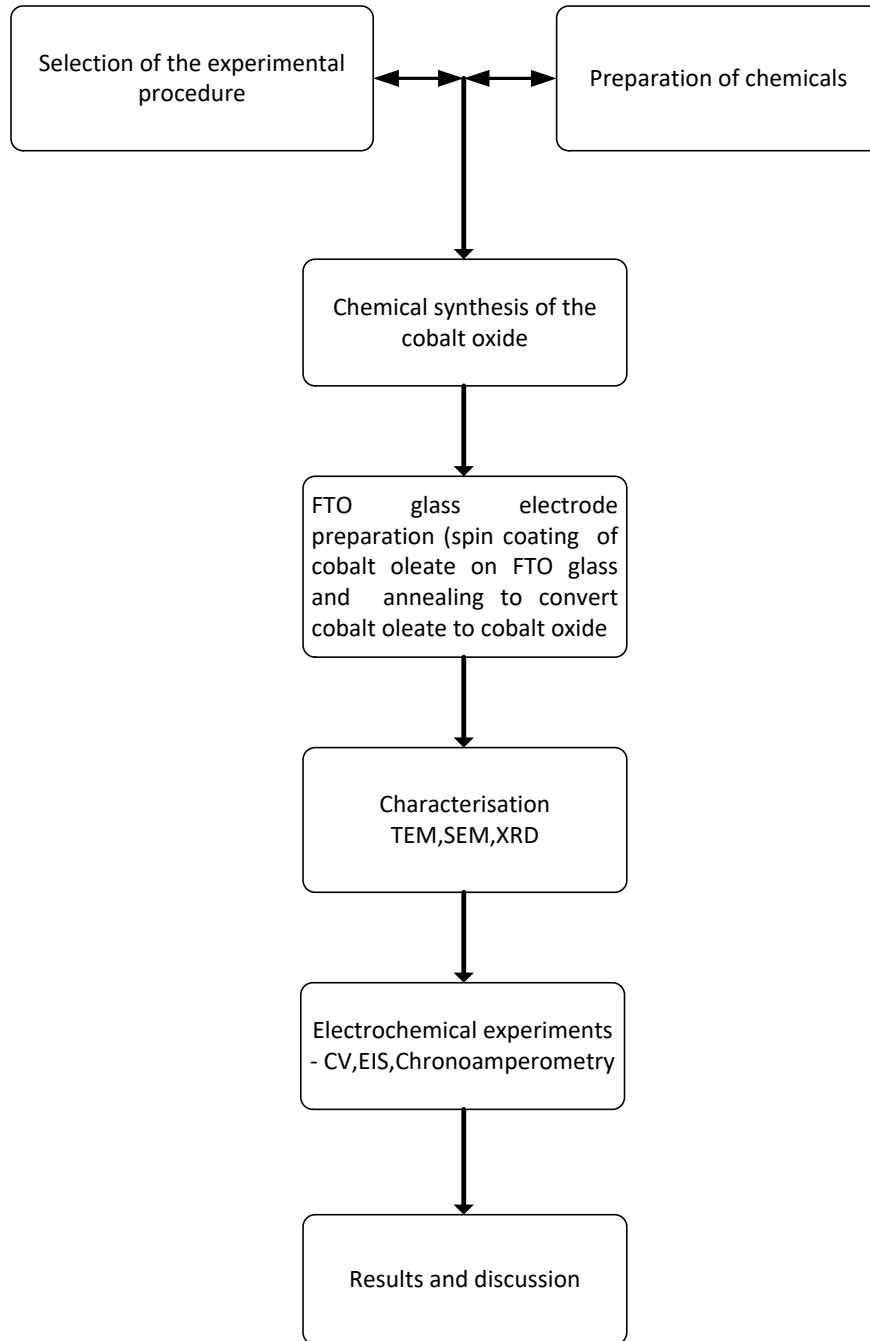 Selection of the experimental
procedure
Preparation of chemicals
Chemical synthesis of the
cobalt oxide
FTO glass electrode
preparation (spin coating of
cobalt oleate on FTO glass
and annealing to convert
cobalt oleate to cobalt oxide
Characterisation
TEM,SEM,XRD
Electrochemical experiments
- CV,EIS,Chronoamperometry
Results and discussion